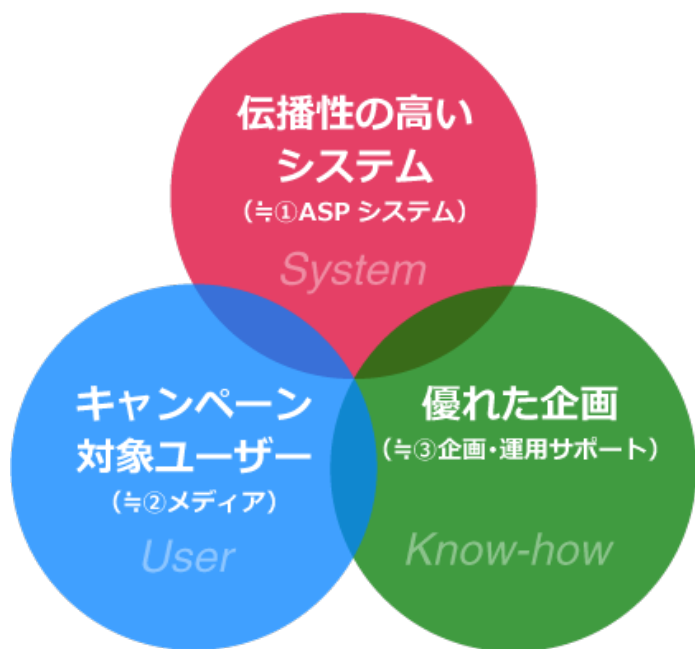 伝播性の高い
システム
（≒①ASP システム）
System
キャンペーン
対象ユーザー
（≒②メディア）
User
優れた企画
（≒③企画・運用サポート）
Know-how